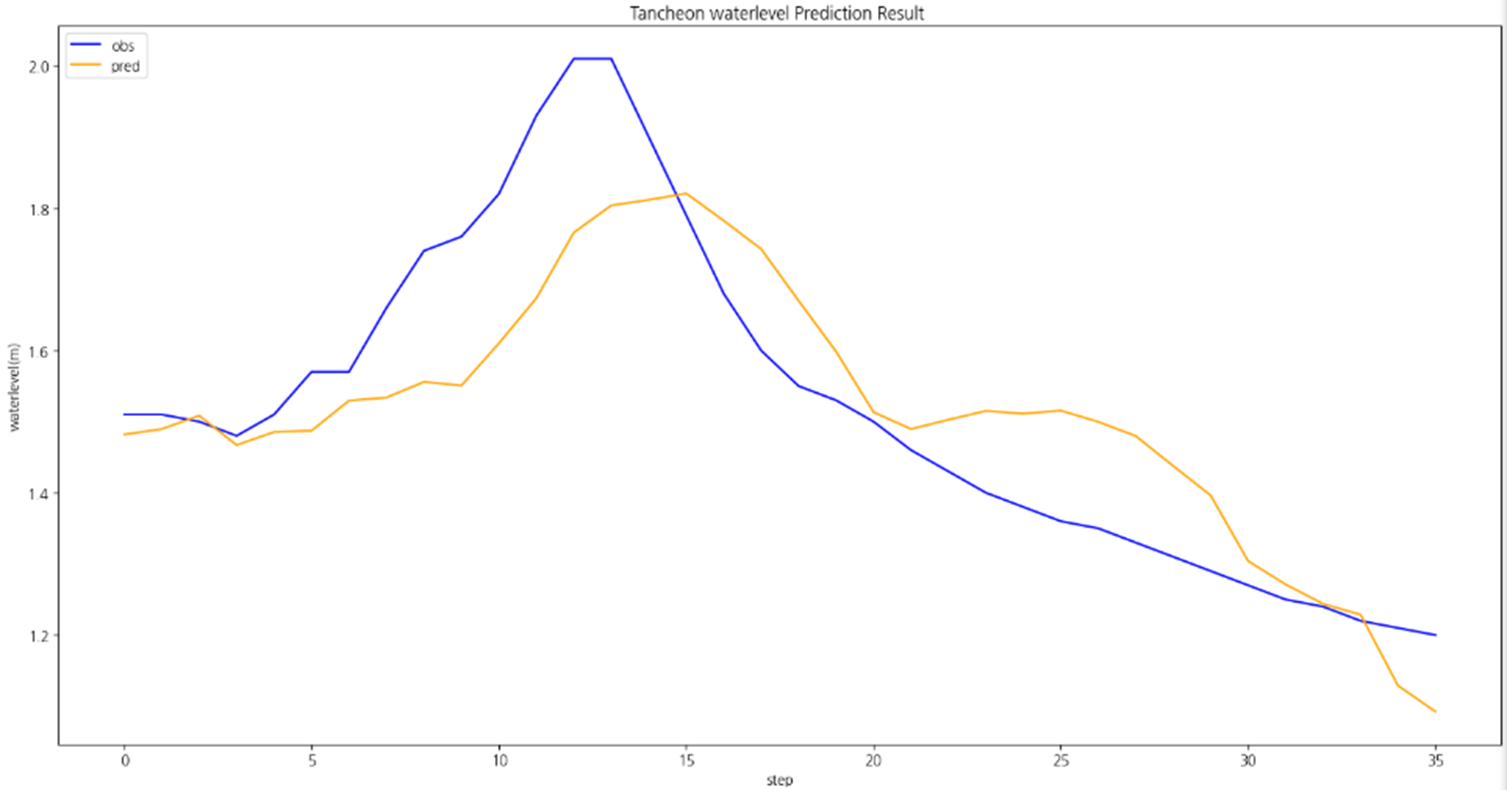 Tancheon waterlevel Prediction Result
obs
pred
waterlevel(m)
2.0
1.8
1.6
1.4
1.2
0 5 10 15 20 25 30 35
step